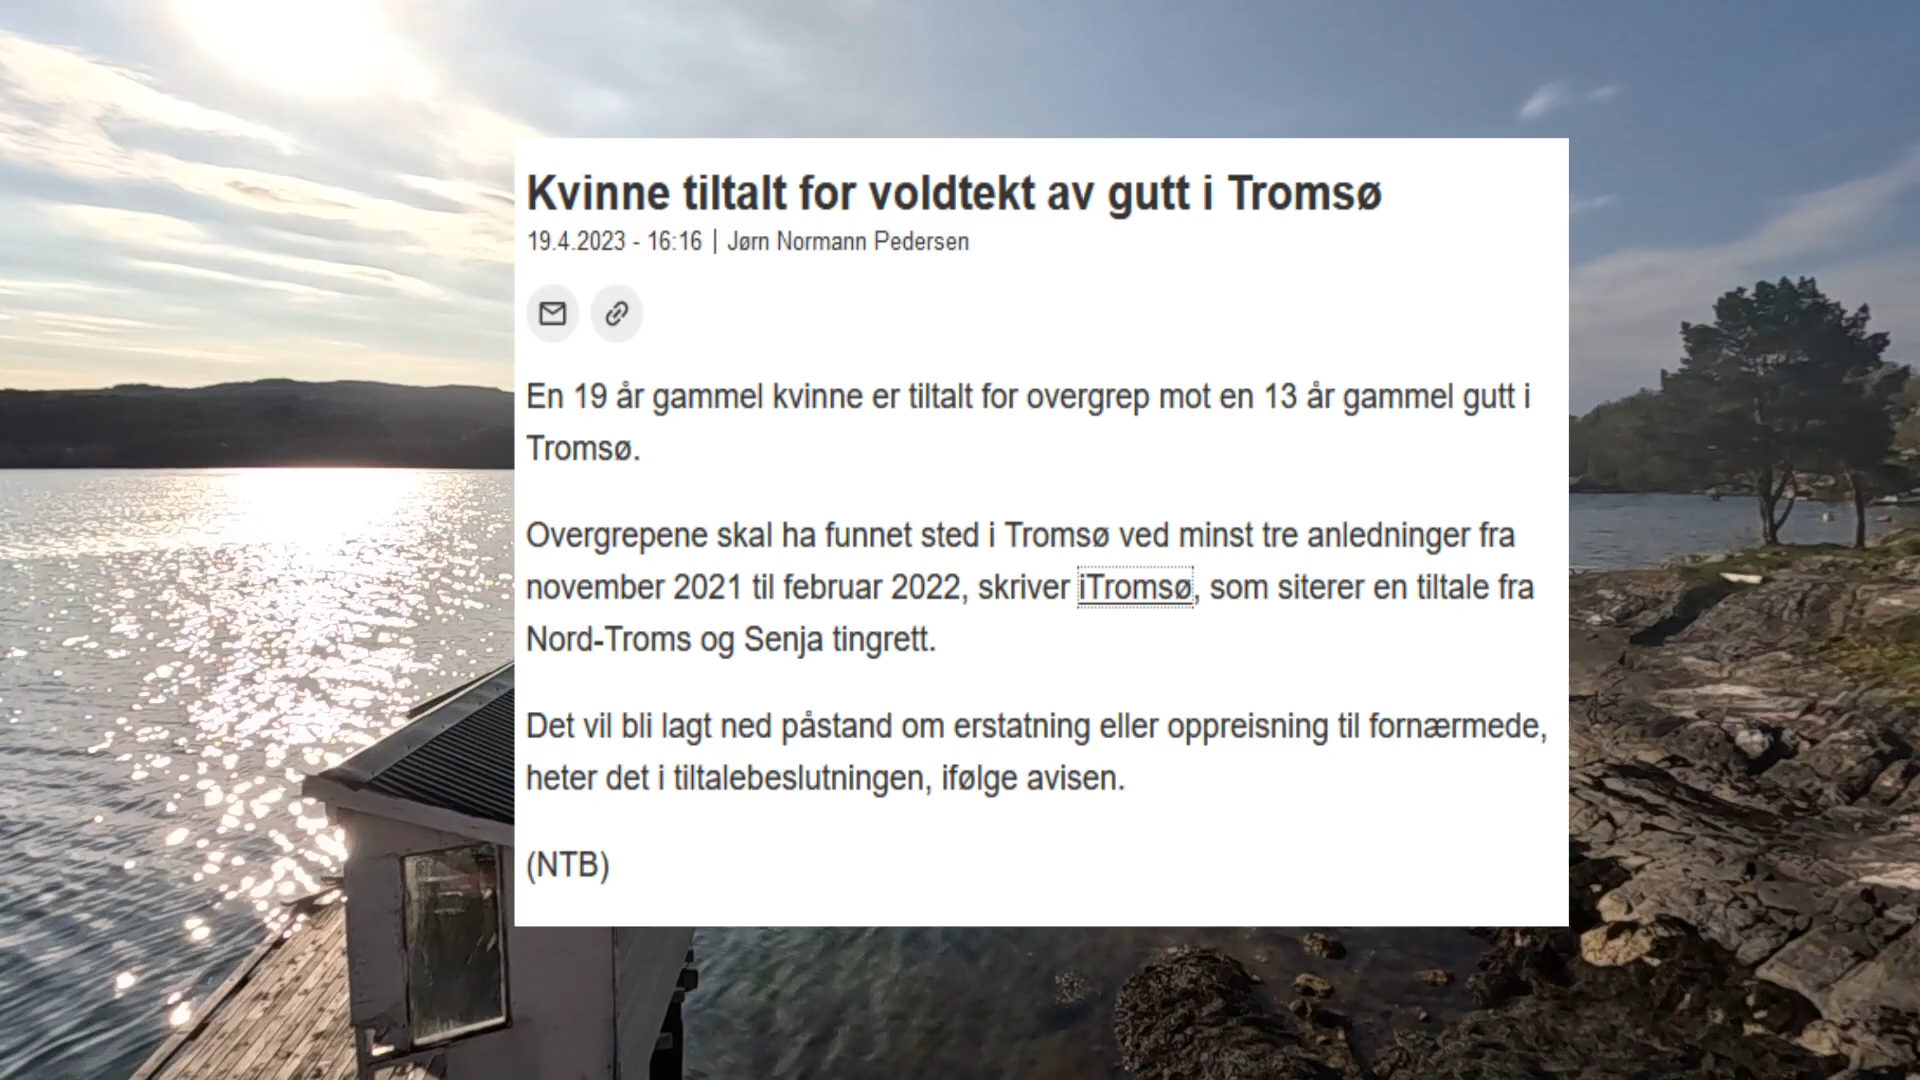 Kvinne tiltalt for voldtekt av gutt i Tromsø
19.4.2023 - 16:16 | Jørn Normann Pedersen
En 19 år gammel kvinne er tiltalt for overgrep mot en 13 år gammel gutt i
Tromsø.
Overgrepene skal ha funnet sted i Tromsø ved minst tre anledninger fra
november 2021 til februar 2022, skriver iTromsø, som siterer en tiltale fra
Nord-Troms og Senja tingrett.
Det vil bli lagt ned påstand om erstatning eller oppreisning til fornærmede,
heter det i tiltalebeslutningen, ifølge avisen.
(NTB)